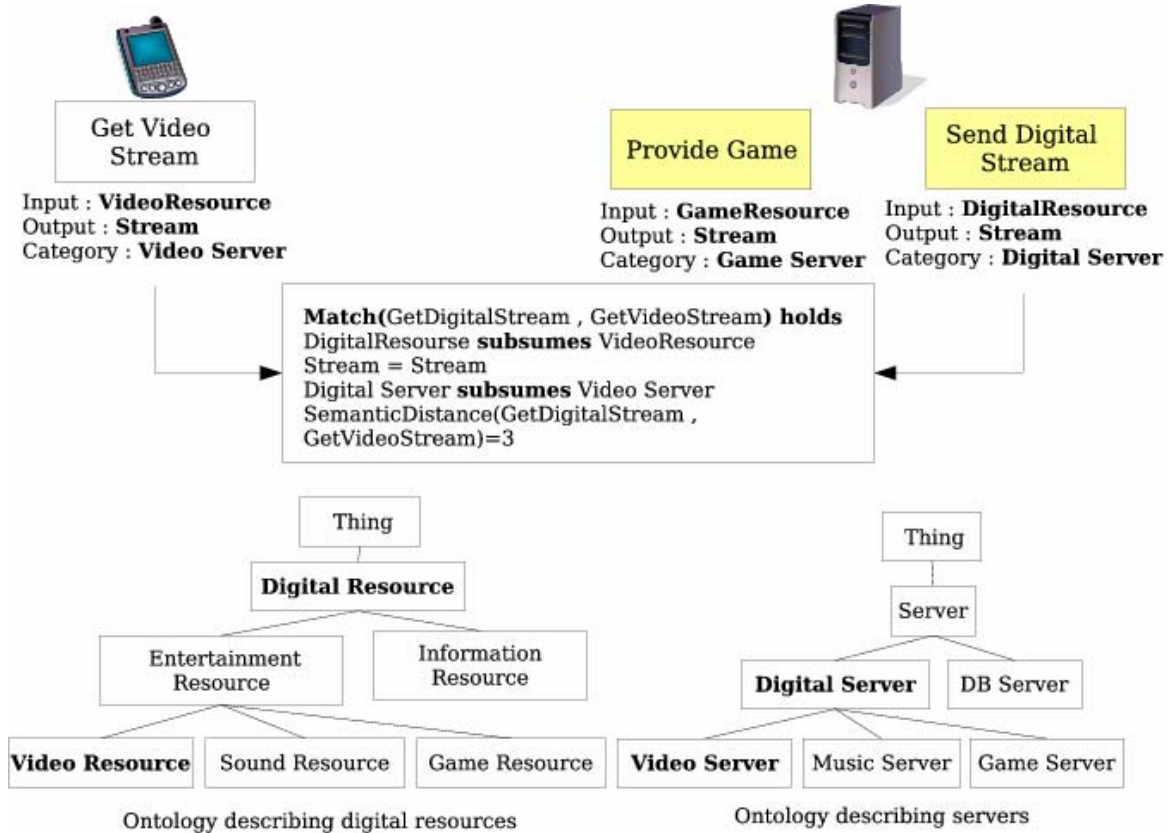 Get Video
Stream
Input : VideoResource
Output : Stream
Category : Video Server
Provide Game
Input : GameResource
Output : Stream
Category : Game Server
Send Digital
Stream
Input : DigitalResource
Output : Stream
Category : Digital Server
Match(GetDigitalStream , GetVideoStream) holds
DigitalResourse subsumes VideoResource
Stream = Stream
Digital Server subsumes Video Server
SemanticDistance(GetDigitalStream ,
GetVideoStream)=3
Thing
Digital Resource
Entertainment
Resource
Information
Resource
Video Resource
Sound Resource
Game Resource
Ontology describing digital resources
Thing
Server
Digital Server
DB Server
Video Server
Music Server
Game Server
Ontology describing servers